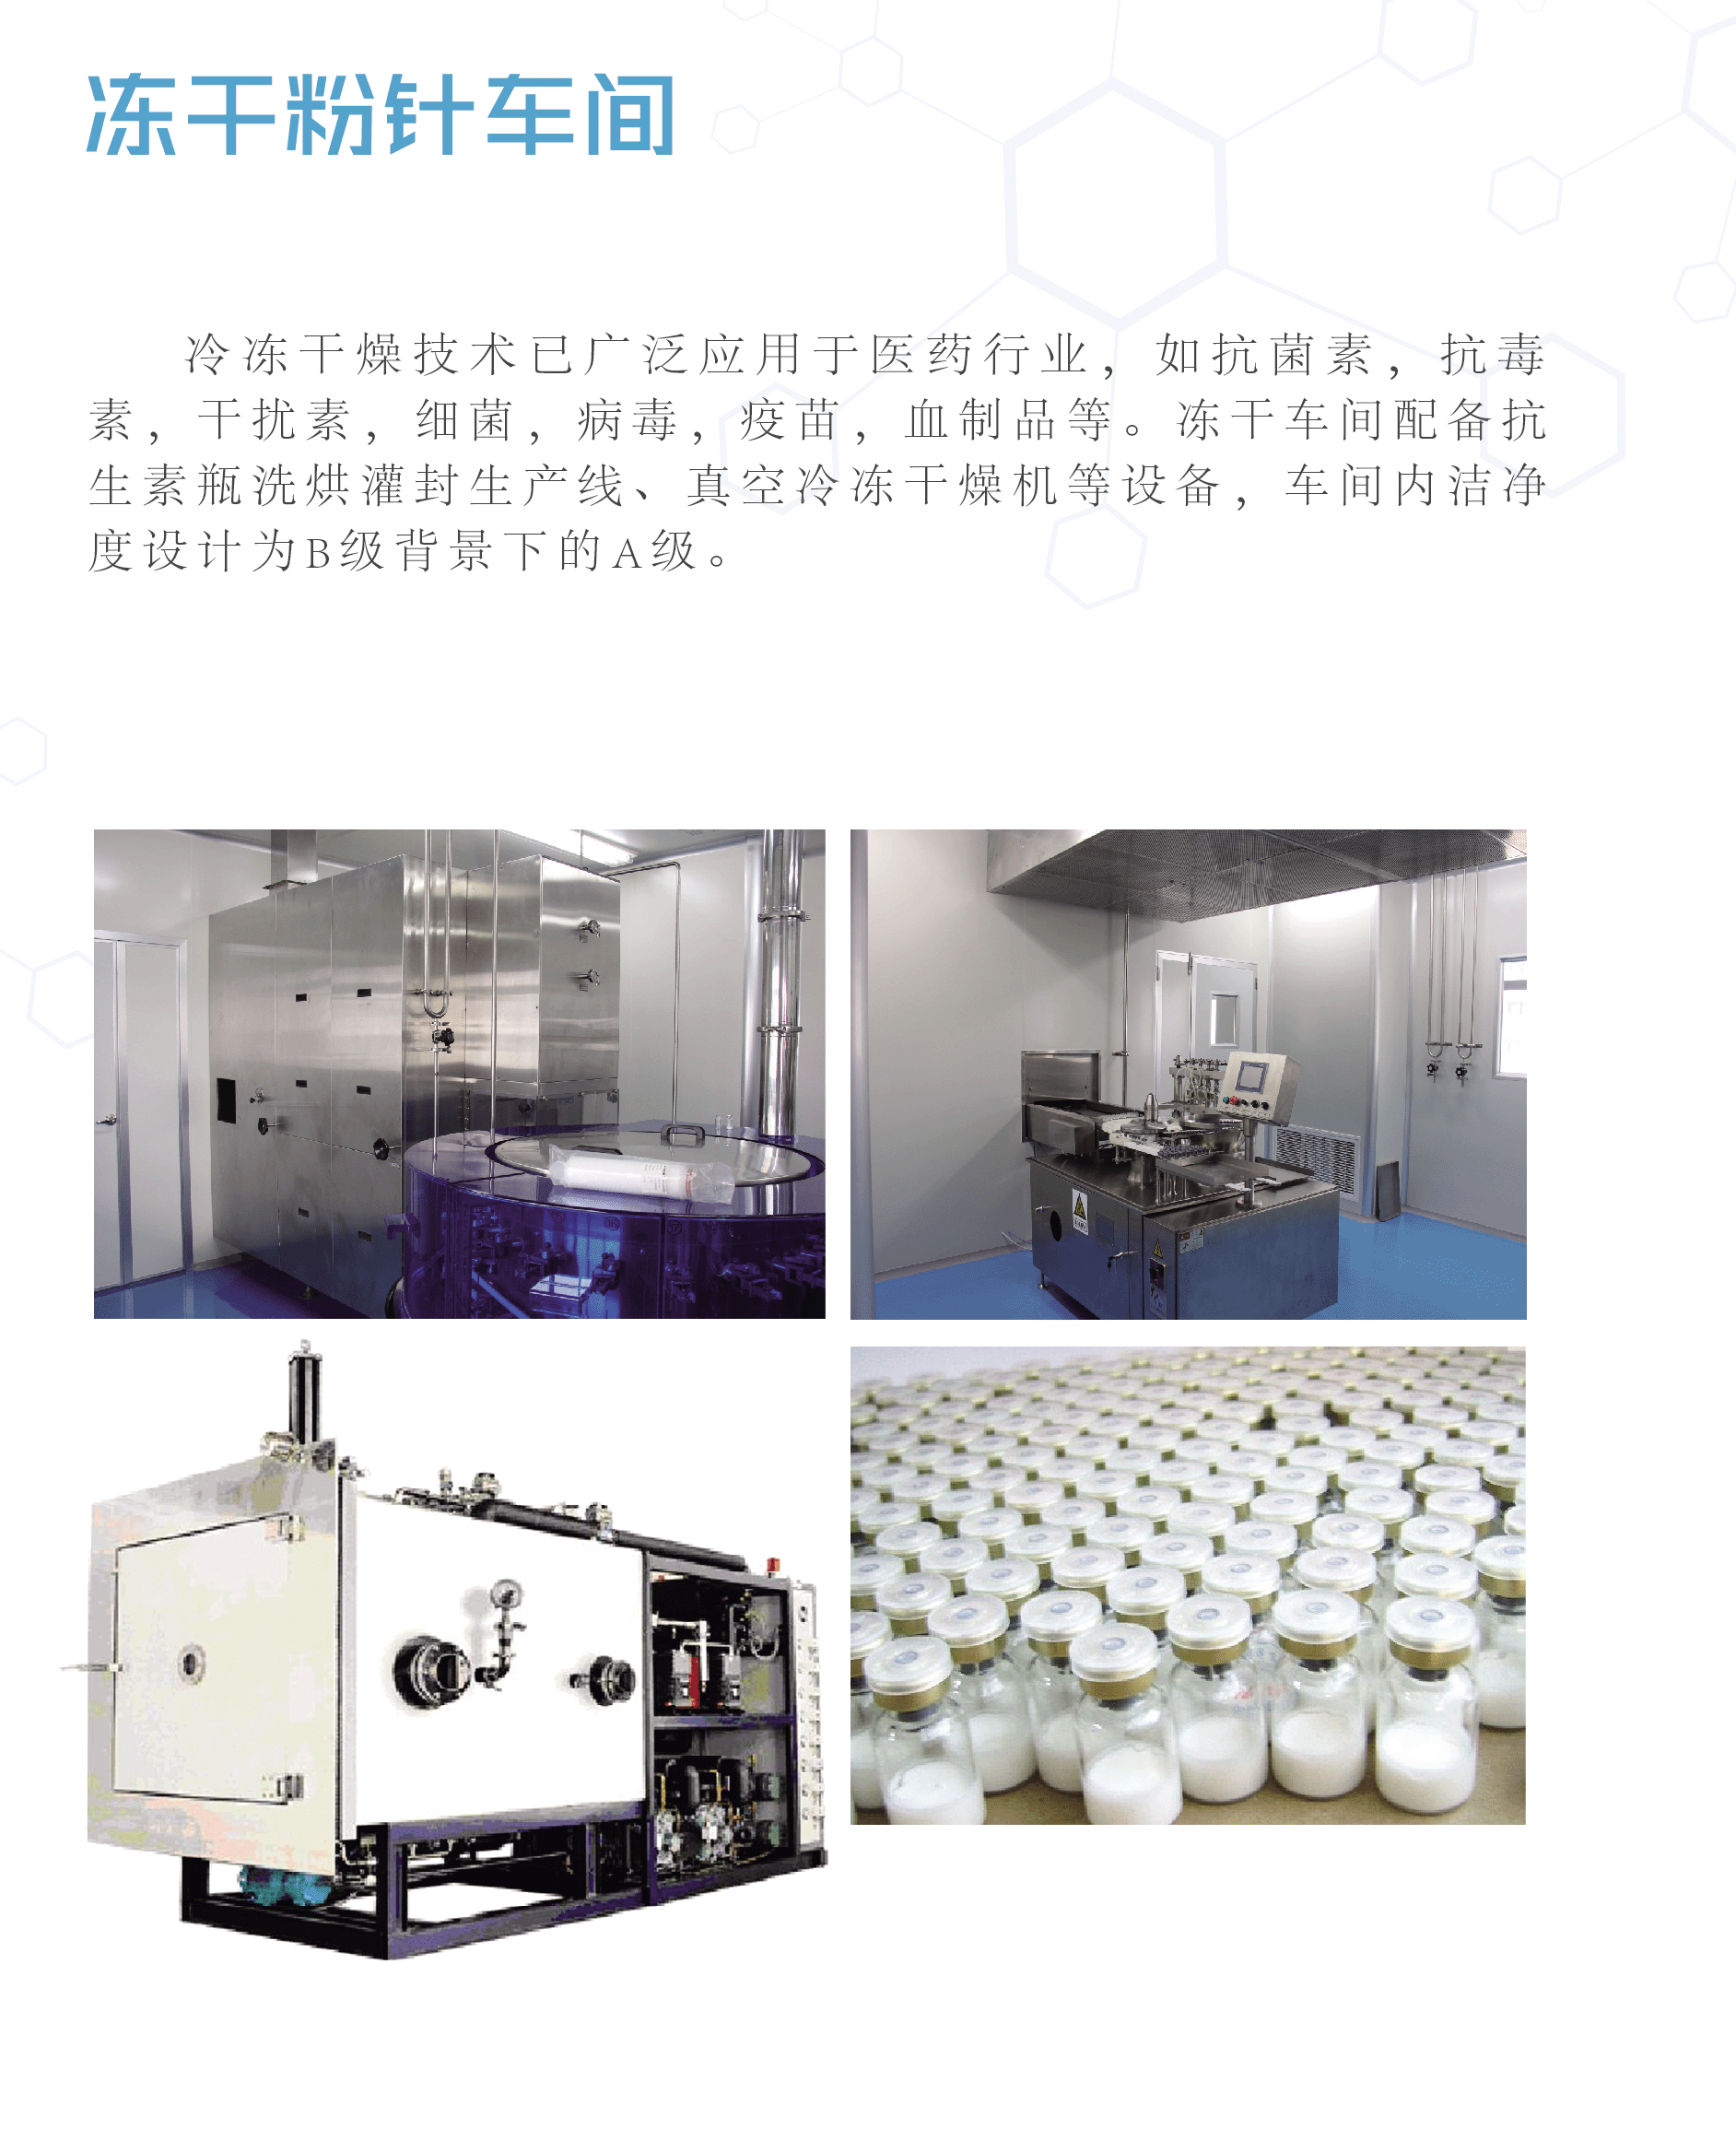 冻干粉针车间
冷冻干燥技术已广泛应用于医药行业，如抗菌素，抗毒
素，干扰素，细菌，病毒，疫苗，血制品等。冻干车间配备抗
生素瓶洗烘灌封生产线、真空冷冻干燥机等设备，车间内洁净
度设计为B级背景下的A级。